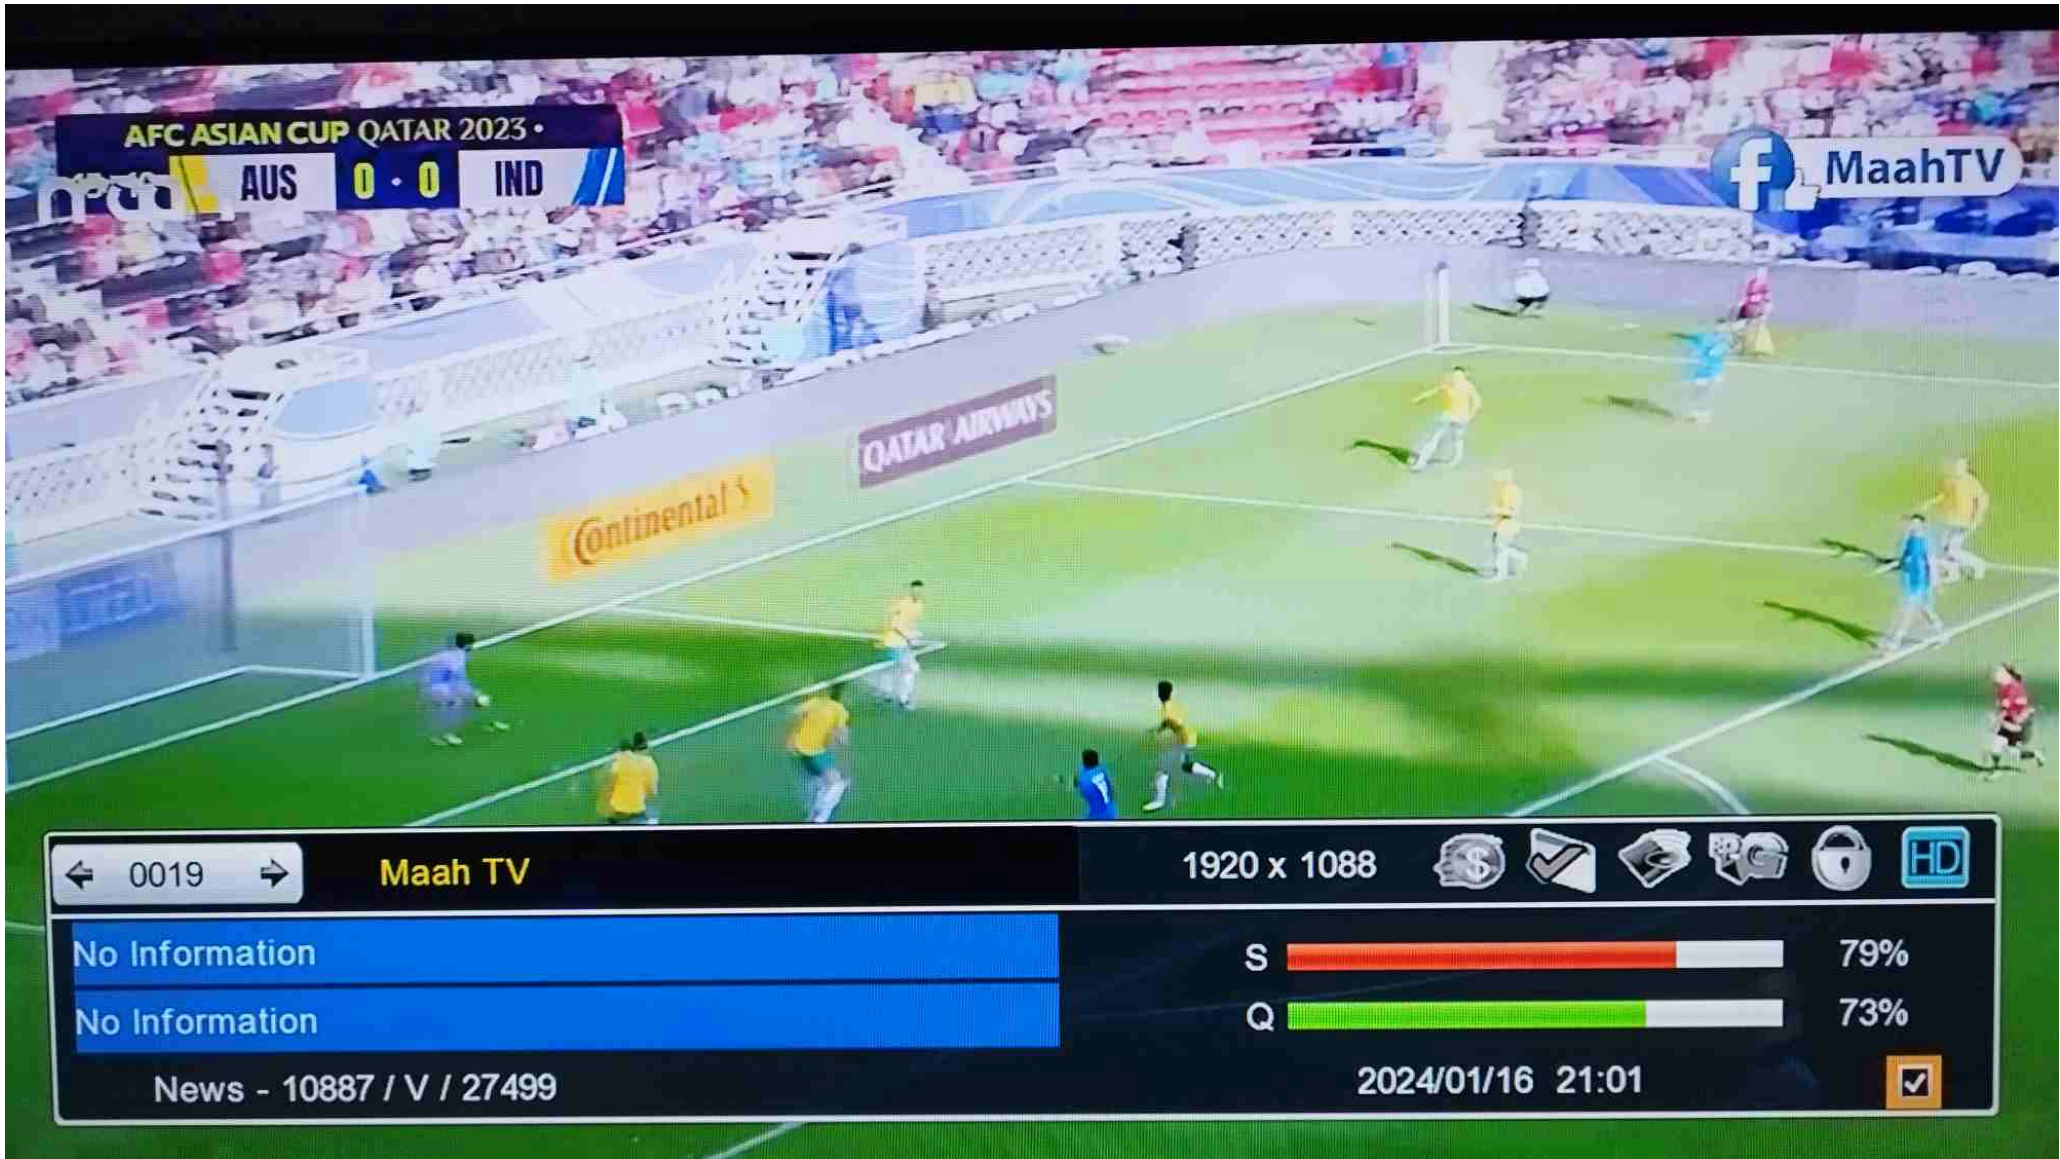 AFC ASIAN CUP QATAR 2023
AUS 0 - 0 IND
f MaahTV
QATAR AIRWAYS
Continental
0019
Maah TV
1920 x 1088
$
HD
No Information
S 79%
No Information
Q 73%
News - 10887 / V / 27499
2024/01/16 21:01